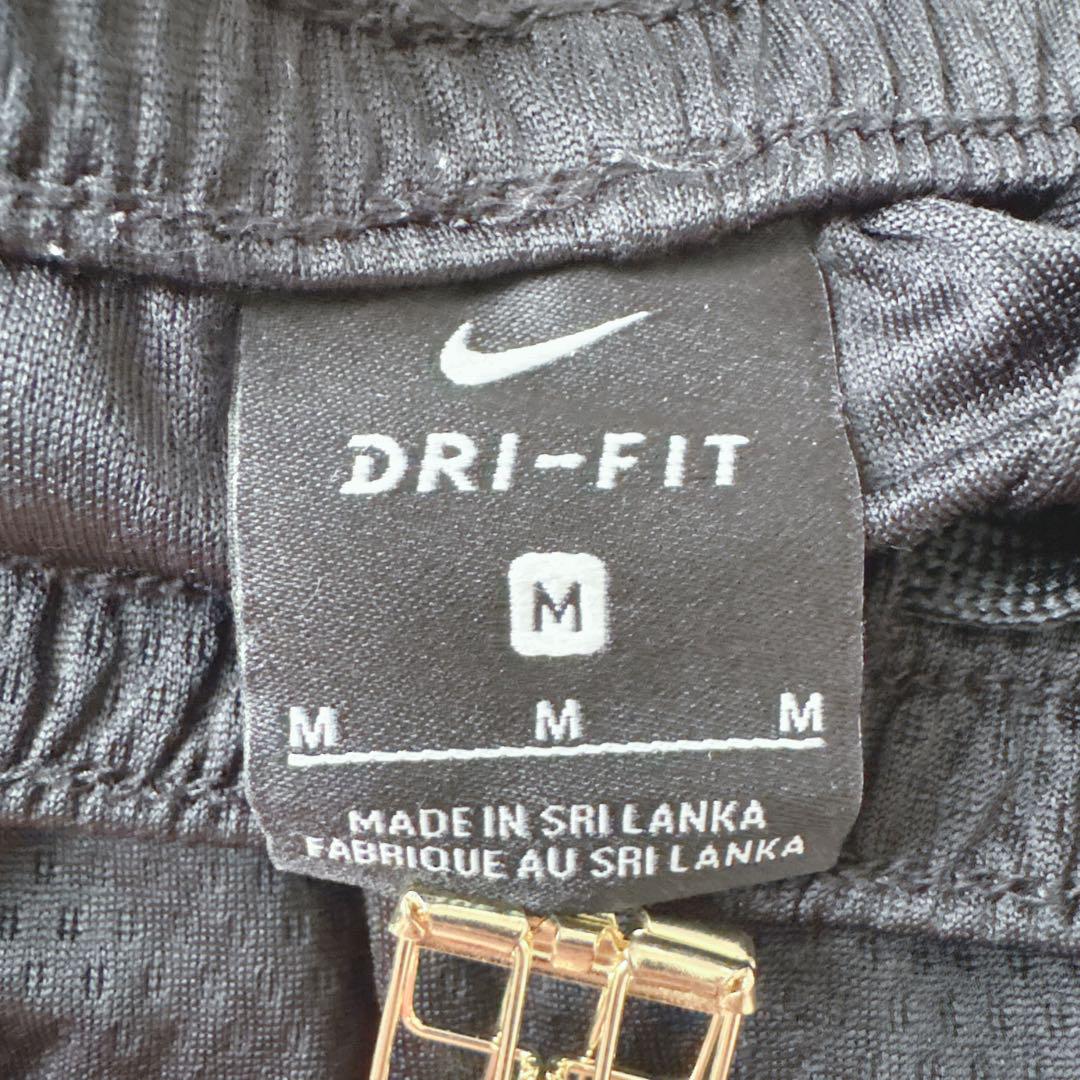 DRI-FIT
M
M M M
MADE IN SRI LANKA
FABRIQUE AU SRI LANKA